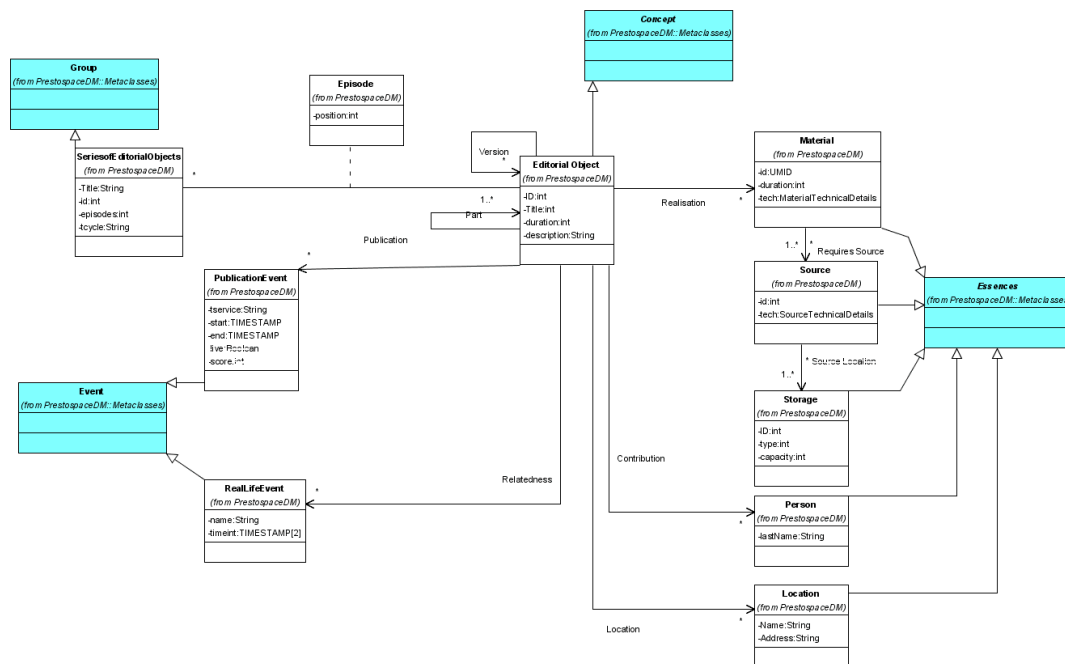 Concept
(from PrestospaceDM::Metaclasses)
Group
(from PrestospaceDM::Metaclasses)
Episode
(from PrestospaceDM)
-position:int
SeriesofEditorialObjects
(from PrestospaceDM)
-Title:String
-id:int
-episodes:int
-tcycle:String
*
Version
*
Editorial Object
(from PrestospaceDM)
-ID:int
-Title:int
-duration:int
-description:String
1..*
Part
Material
(from PrestospaceDM)
-id:UMID
-duration:int
-tech:MaterialTechnicalDetails
Realisation
*
Publication
*
1..*
*
Requires Source
PublicationEvent
(from PrestospaceDM)
-tservice:String
-start:TIMESTAMP
-end:TIMESTAMP
-live:Boolean
-score:int
Source
(from PrestospaceDM)
-id:int
-tech:SourceTechnicalDetails
Essences
(from PrestospaceDM::Metaclasses)
* Source Location
1..*
Event
(from PrestospaceDM::Metaclasses)
Storage
(from PrestospaceDM)
-ID:int
-type:int
-capacity:int
Contribution
Relatedness
*
RealLifeEvent
(from PrestospaceDM)
-name:String
-timeint:TIMESTAMP[2]
Person
(from PrestospaceDM)
-lastName:String
*
Location
(from PrestospaceDM)
-Name:String
-Address:String
Location
*